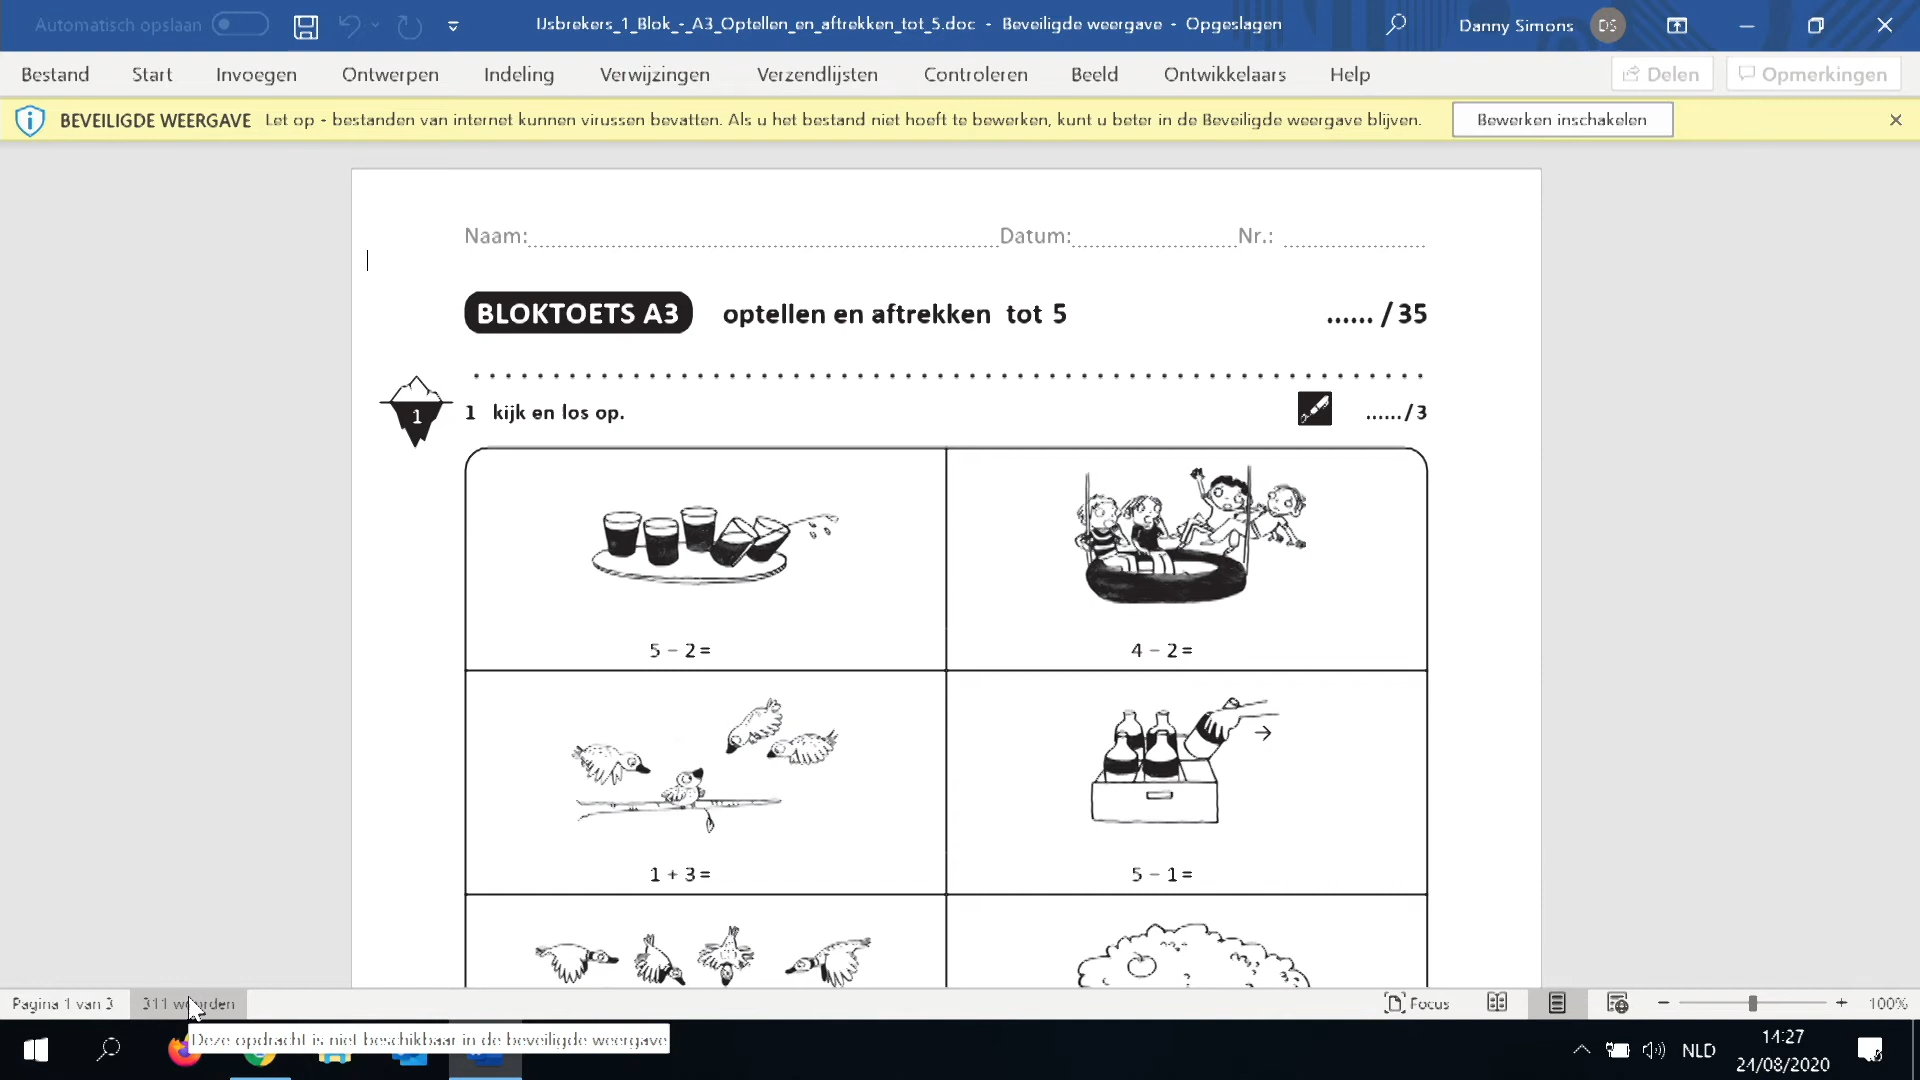 Automatisch opslaan
IJsbrekers_1_Blok_-_A3_Optellen_en_aftrekken_tot_5.doc - Beveiligde weergave - Opgeslagen
Danny Simons DS
Bestand Start Invoegen Ontwerpen Indeling Verwijzingen Verzendlijsten Controleren Beeld Ontwikkelaars Help Delen Opmerkingen
BEVEILIGDE WEERGAVE Let op - bestanden van internet kunnen virussen bevatten. Als u het bestand niet hoeft te bewerken, kunt u beter in de Beveiligde weergave blijven. Bewerken inschakelen
Naam: Datum: Nr.:
BLOKTOETS A3 optellen en aftrekken tot 5 ...... / 35
1 1 kijk en los op. ...... / 3
5 – 2 = 4 – 2 =
1 + 3 = 5 – 1 =
Pagina 1 van 3 311 woorden Focus 100%
Deze opdracht is niet beschikbaar in de beveiligde weergave
NLD 14:27
24/08/2020